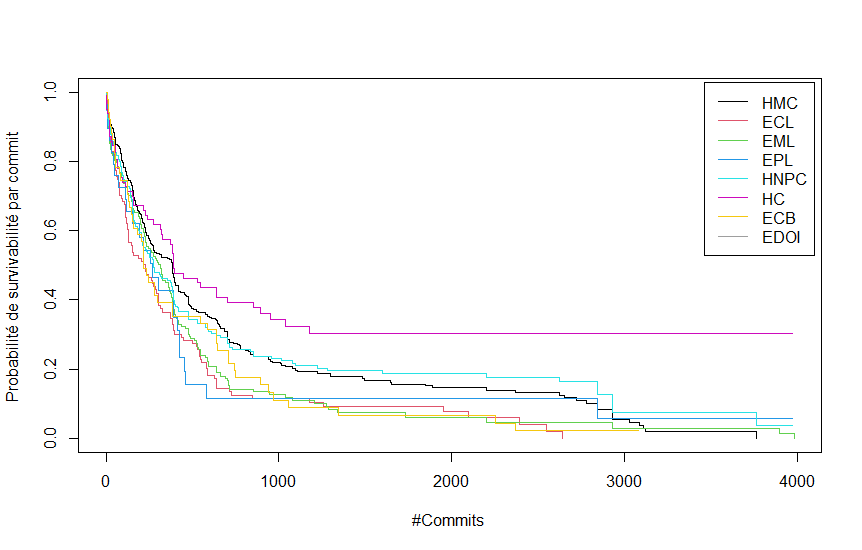 HMC
ECL
EML
EPL
HNPC
HC
ECB
EDOI
Probabilité de survivabilité par commit
1.0
0.8
0.6
0.4
0.2
0.0
0 1000 2000 3000 4000
#Commits